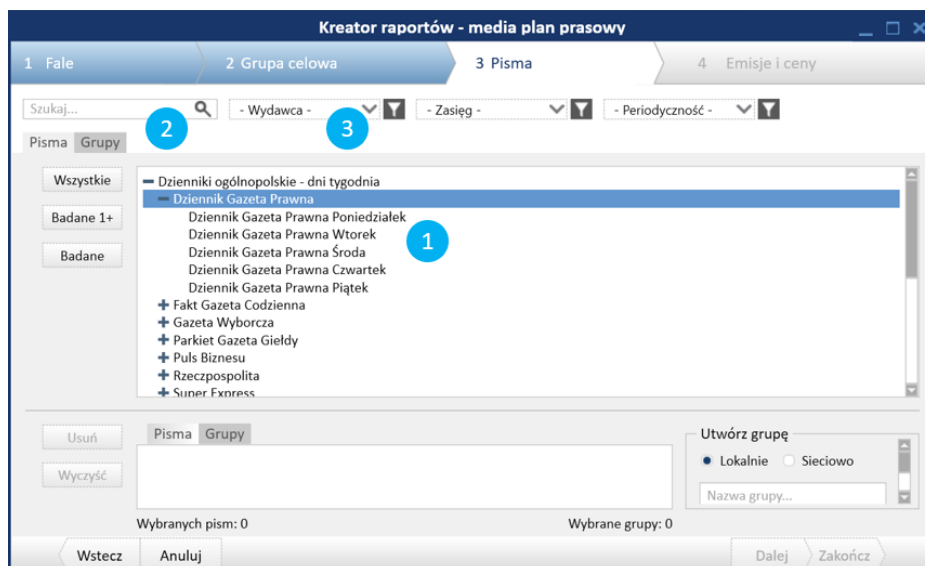 Kreator raportów - media plan prasowy
1 Fale
2 Grupa celowa
3 Pisma
4 Emisje i ceny
Szukaj...
- Wydawca -
- Zasięg -
- Periodyczność -
2
3
Pisma Grupy
Wszystkie
Badane 1+
Badane
Dzienniki ogólnopolskie - dni tygodnia
Dziennik Gazeta Prawna
Dziennik Gazeta Prawna Poniedziałek
Dziennik Gazeta Prawna Wtorek
1
Dziennik Gazeta Prawna Środa
Dziennik Gazeta Prawna Czwartek
Dziennik Gazeta Prawna Piątek
Fakt Gazeta Codzienna
Gazeta Wyborcza
Parkiet Gazeta Giełdy
Puls Biznesu
Rzeczpospolita
Super Express
Usuń
Wyczyść
Pisma Grupy
Utwórz grupę
Lokalnie
Sieciowo
Nazwa grupy...
Wybranych pism: 0
Wybrane grupy: 0
Wstecz
Anuluj
Dalej
Zakończ